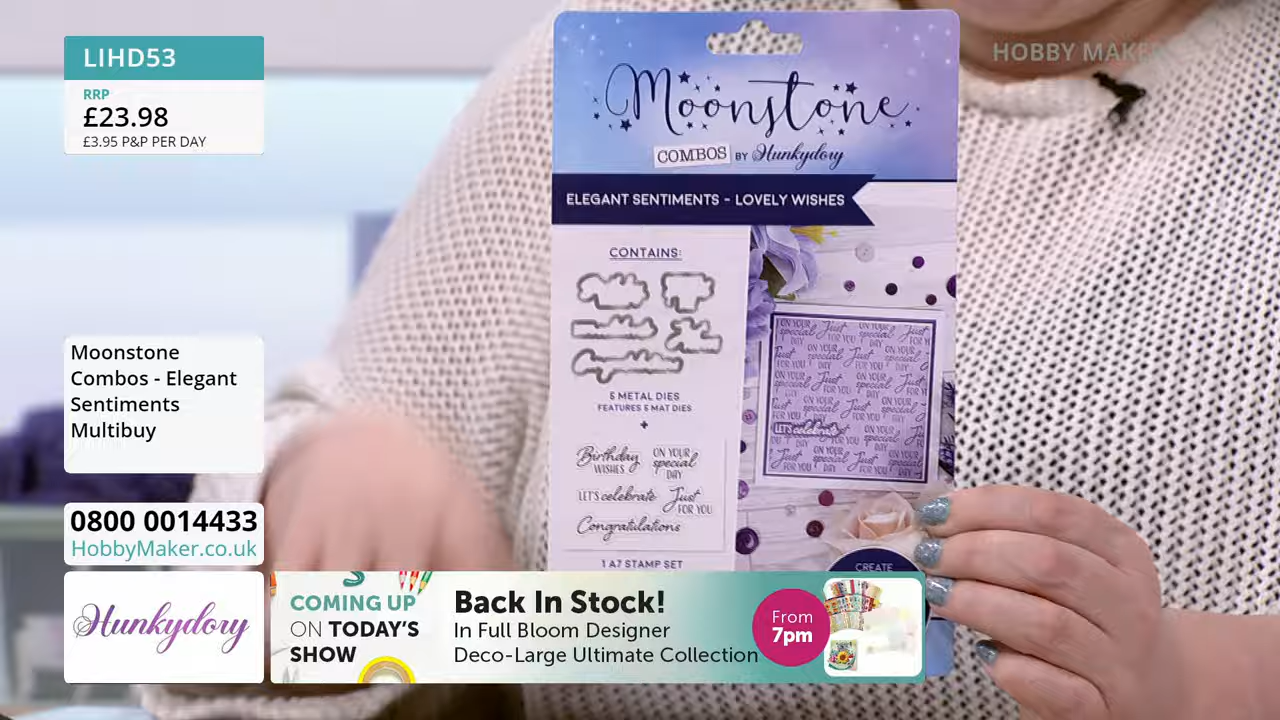 LIHD53
RRP
£23.98
£3.95 P&P PER DAY
HOBBY MAKER
Moonstone
COMBOS BY Hunkydory
ELEGANT SENTIMENTS - LOVELY WISHES
CONTAINS:
5 METAL DIES
FEATURES 5 MAT DIES
+
Birthday
WISHES
ON YOUR
special
DAY
LET'S celebrate
Just
FOR YOU
Congratulations
1 A7 STAMP SET
LET'S celebrate
CREATE
Moonstone
Combos - Elegant
Sentiments
Multibuy
0800 0014433
HobbyMaker.co.uk
Hunkydory
COMING UP
ON TODAY'S
SHOW
Back In Stock!
In Full Bloom Designer
Deco-Large Ultimate Collection
From
7pm